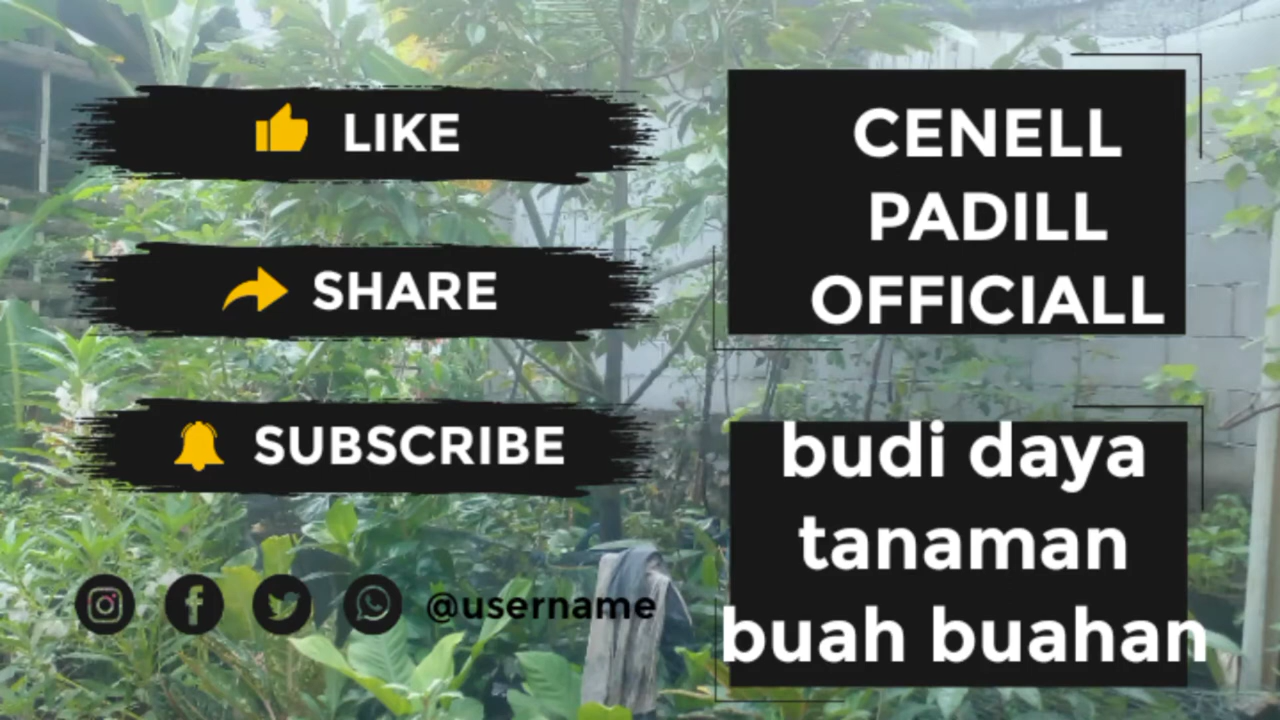 LIKE
SHARE
SUBSCRIBE
@username
CENELL
PADILL
OFFICIALL
budi daya
tanaman
buah buahan